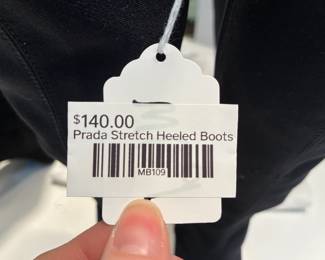 $140.00
Prada Stretch Heeled Boots
MB109